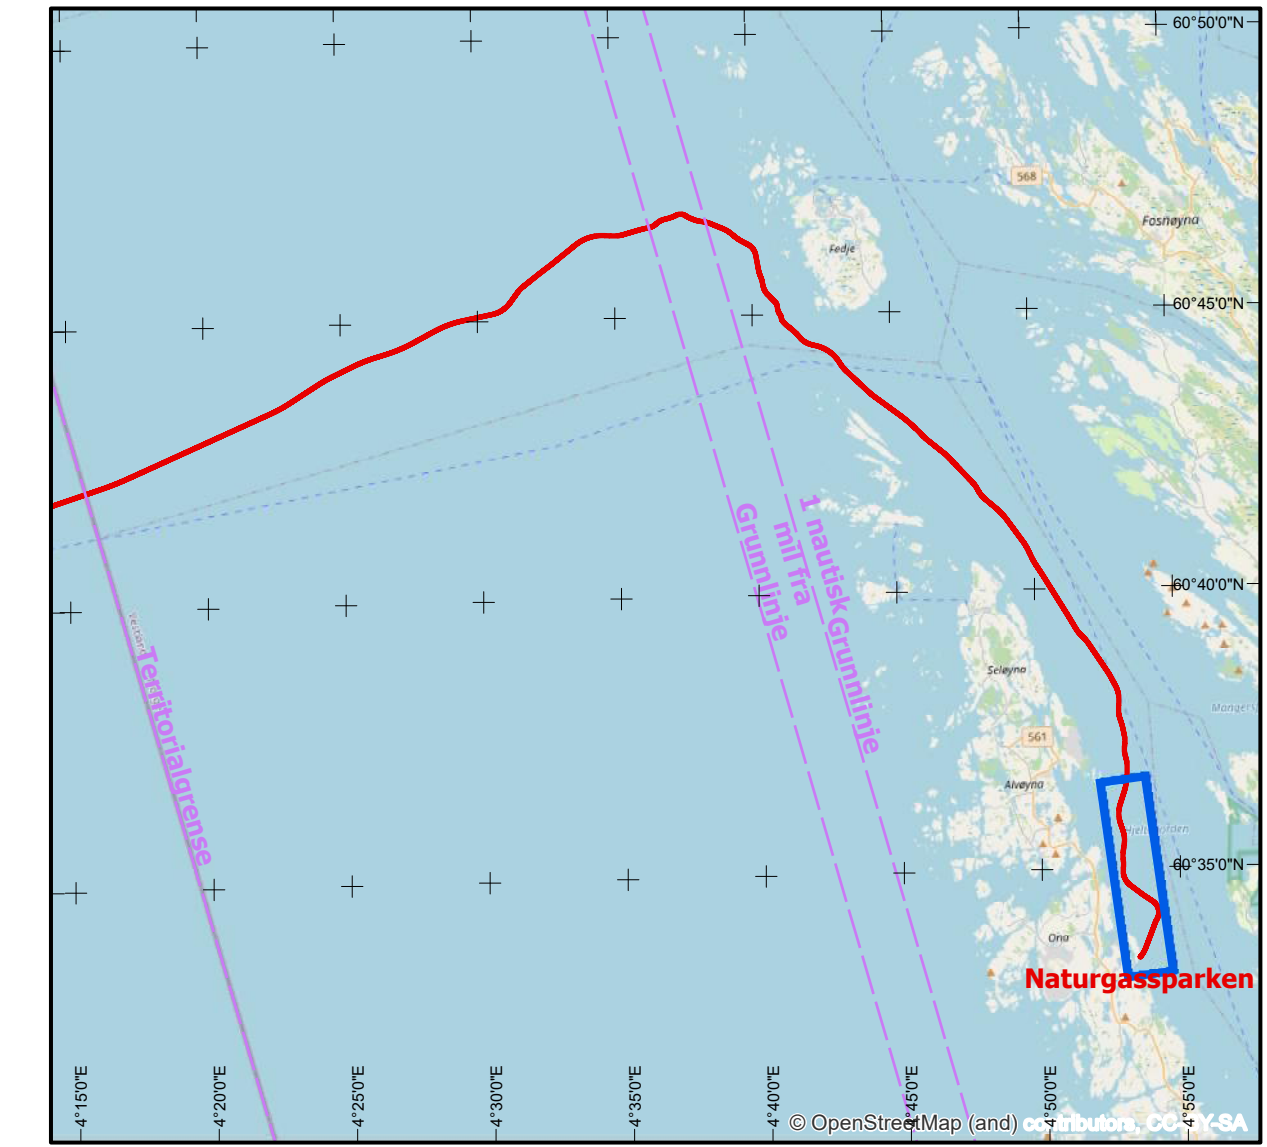 60°50'0"N
568
Fosnøyna
Fedje
60°45'0"N
1 nautisk
mil fra
Grunnlinje
Grunnlinje
60°40'0"N
Seløyna
Territorialgrense
Mangers
561
Alvøyna
Hjeltefjorden
60°35'0"N
Ona
Naturgassparken
4°15'0"E
4°20'0"E
4°25'0"E
4°30'0"E
4°35'0"E
4°40'0"E
4°45'0"E
4°50'0"E
4°55'0"E
© OpenStreetMap (and) contributors, CC-BY-SA